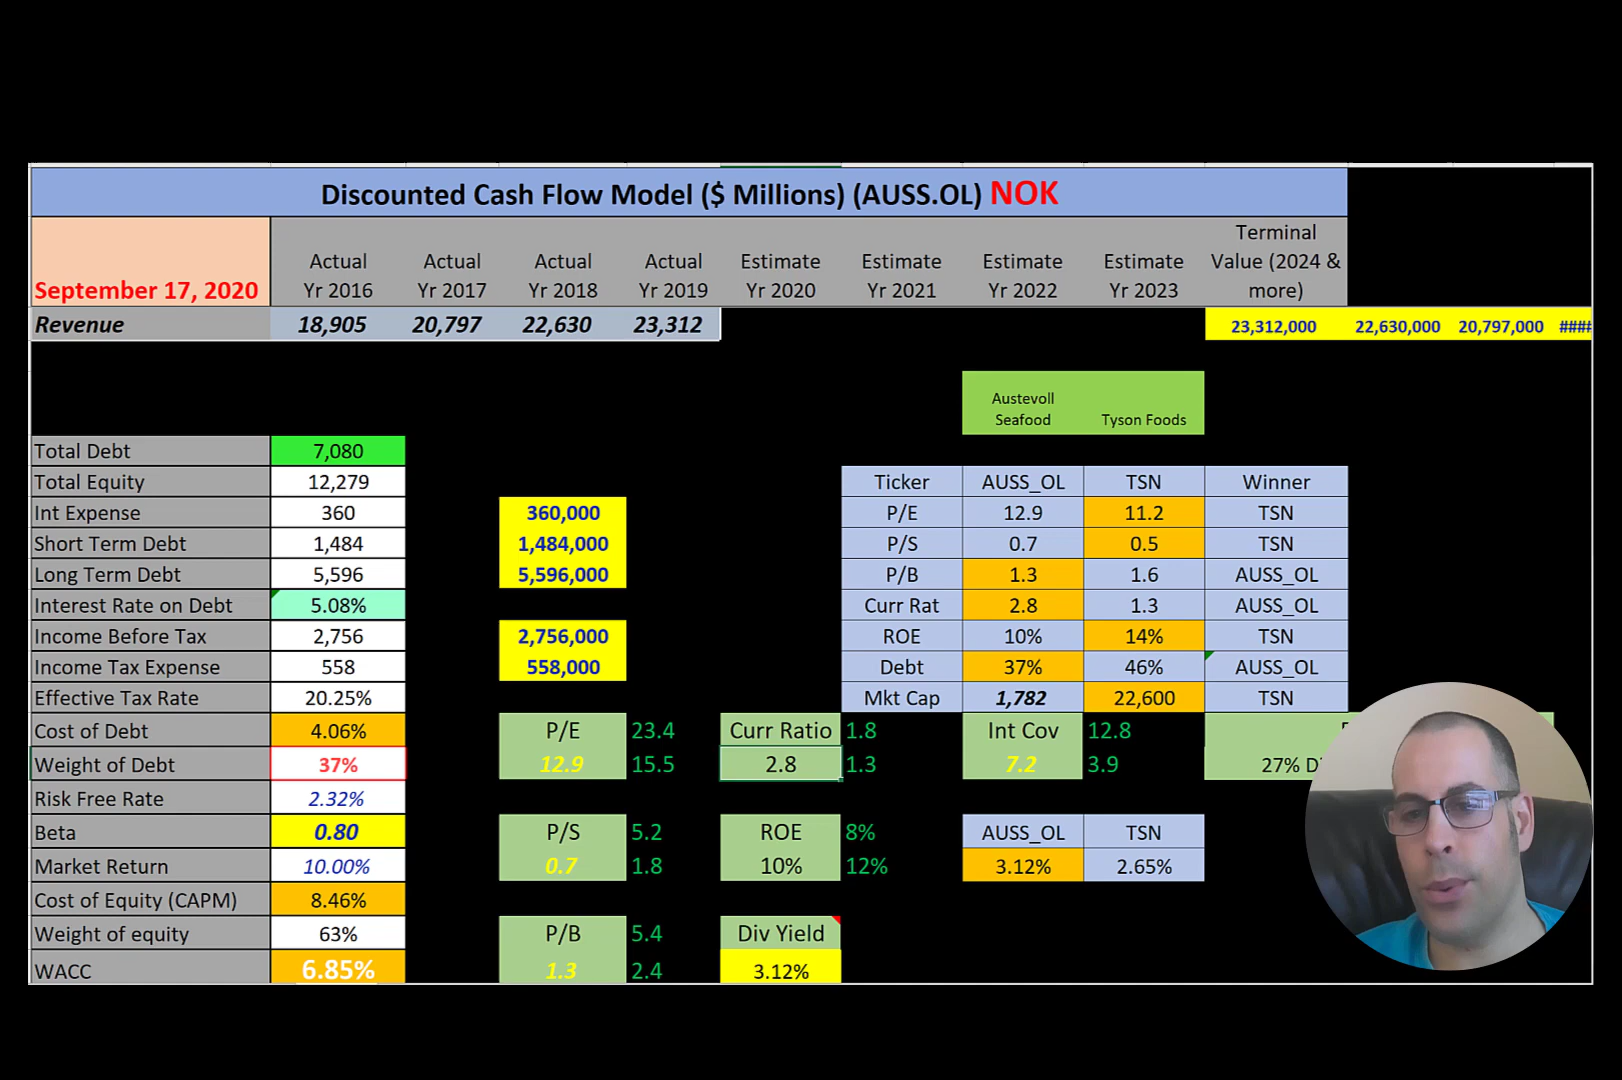 Discounted Cash Flow Model ($ Millions) (AUSS.OL) NOK
September 17, 2020 Actual Yr 2016 Actual Yr 2017 Actual Yr 2018 Actual Yr 2019 Estimate Yr 2020 Estimate Yr 2021 Estimate Yr 2022 Estimate Yr 2023 Terminal Value (2024 & more)
Revenue 18,905 20,797 22,630 23,312 23,312,000 22,630,000 20,797,000 ####
Austevoll Seafood Tyson Foods
Total Debt 7,080
Total Equity 12,279 Ticker AUSS_OL TSN Winner
Int Expense 360 360,000 P/E 12.9 11.2 TSN
Short Term Debt 1,484 1,484,000 P/S 0.7 0.5 TSN
Long Term Debt 5,596 5,596,000 P/B 1.3 1.6 AUSS_OL
Interest Rate on Debt 5.08% Curr Rat 2.8 1.3 AUSS_OL
Income Before Tax 2,756 2,756,000 ROE 10% 14% TSN
Income Tax Expense 558 558,000 Debt 37% 46% AUSS_OL
Effective Tax Rate 20.25% Mkt Cap 1,782 22,600 TSN
Cost of Debt 4.06% P/E 23.4 Curr Ratio 1.8 Int Cov 12.8
Weight of Debt 37% 12.9 15.5 2.8 1.3 7.2 3.9 27%
Risk Free Rate 2.32%
Beta 0.80 P/S 5.2 ROE 8% AUSS_OL TSN
Market Return 10.00% 0.7 1.8 10% 12% 3.12% 2.65%
Cost of Equity (CAPM) 8.46%
Weight of equity 63% P/B 5.4 Div Yield
WACC 6.85% 1.3 2.4 3.12%